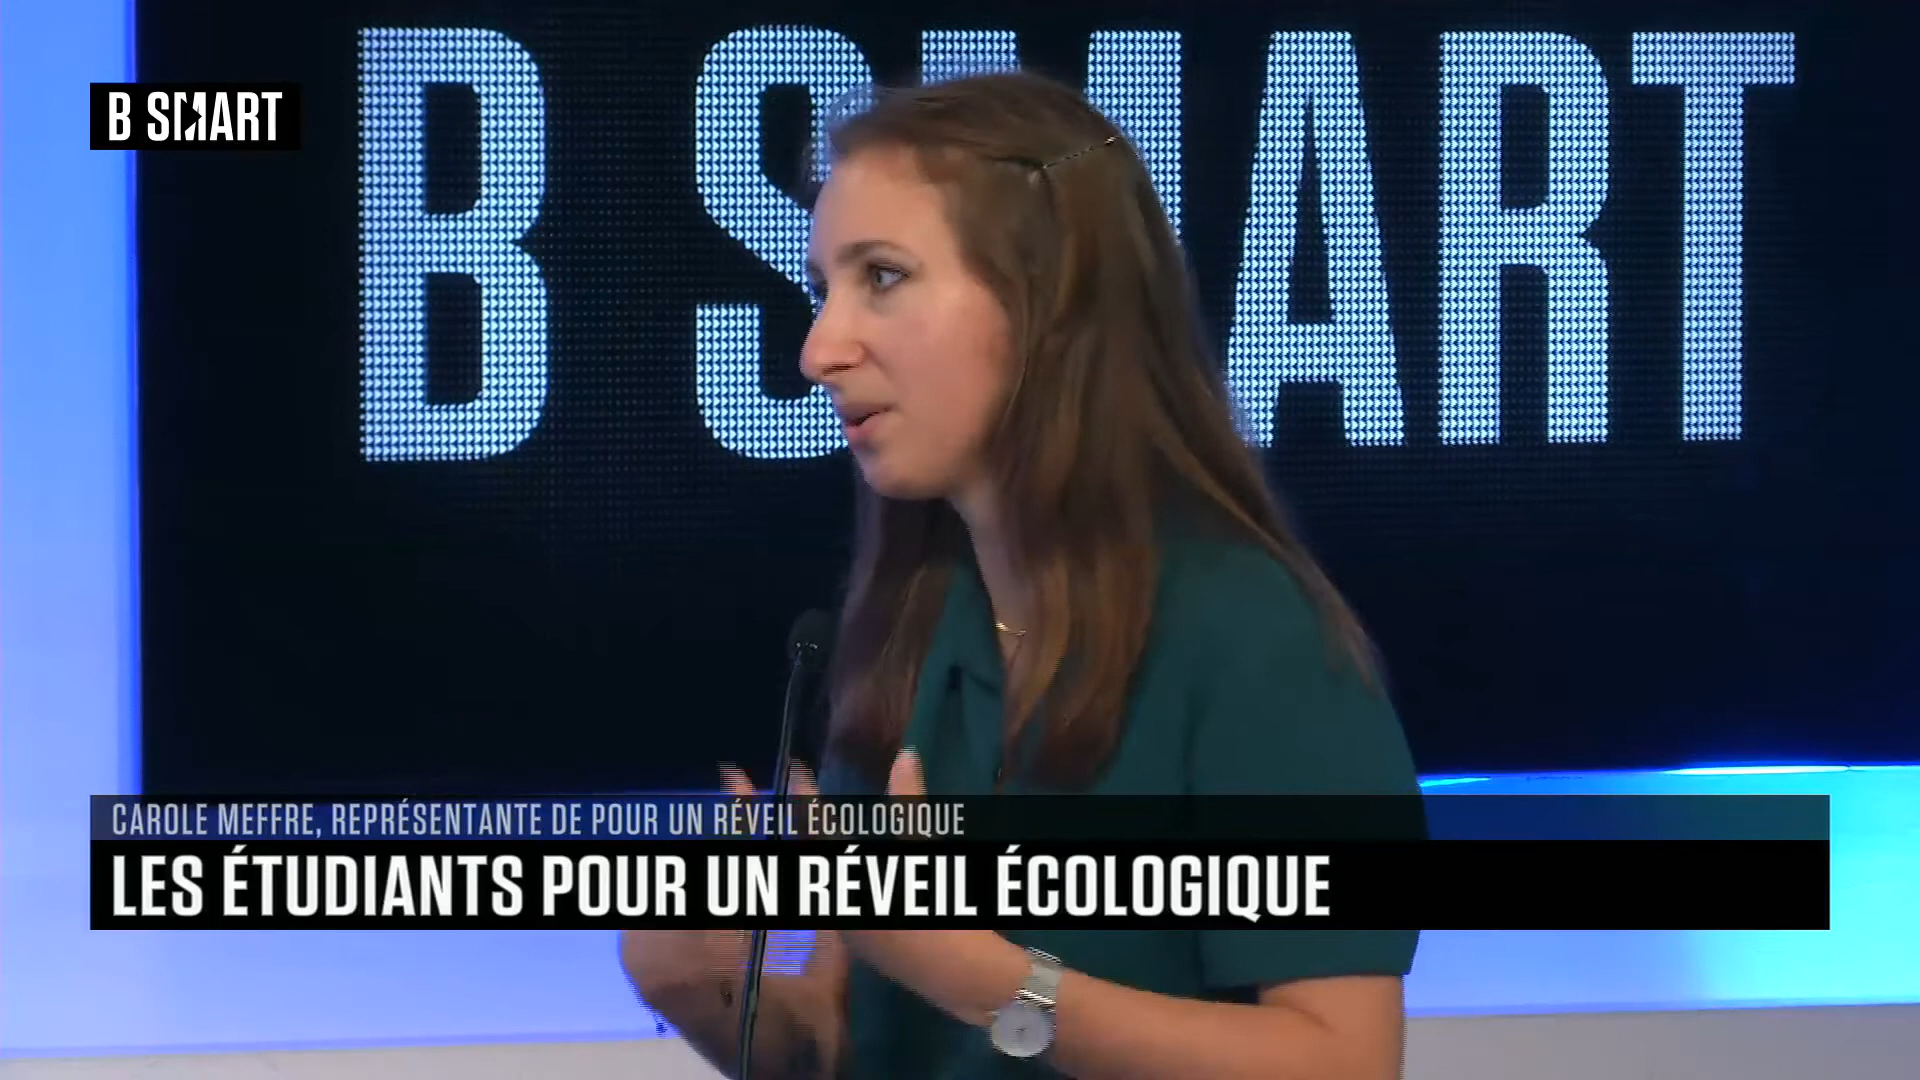 B SMART
B SMART
CAROLE MEFFRE, REPRÉSENTANTE DE POUR UN RÉVEIL ÉCOLOGIQUE
LES ÉTUDIANTS POUR UN RÉVEIL ÉCOLOGIQUE